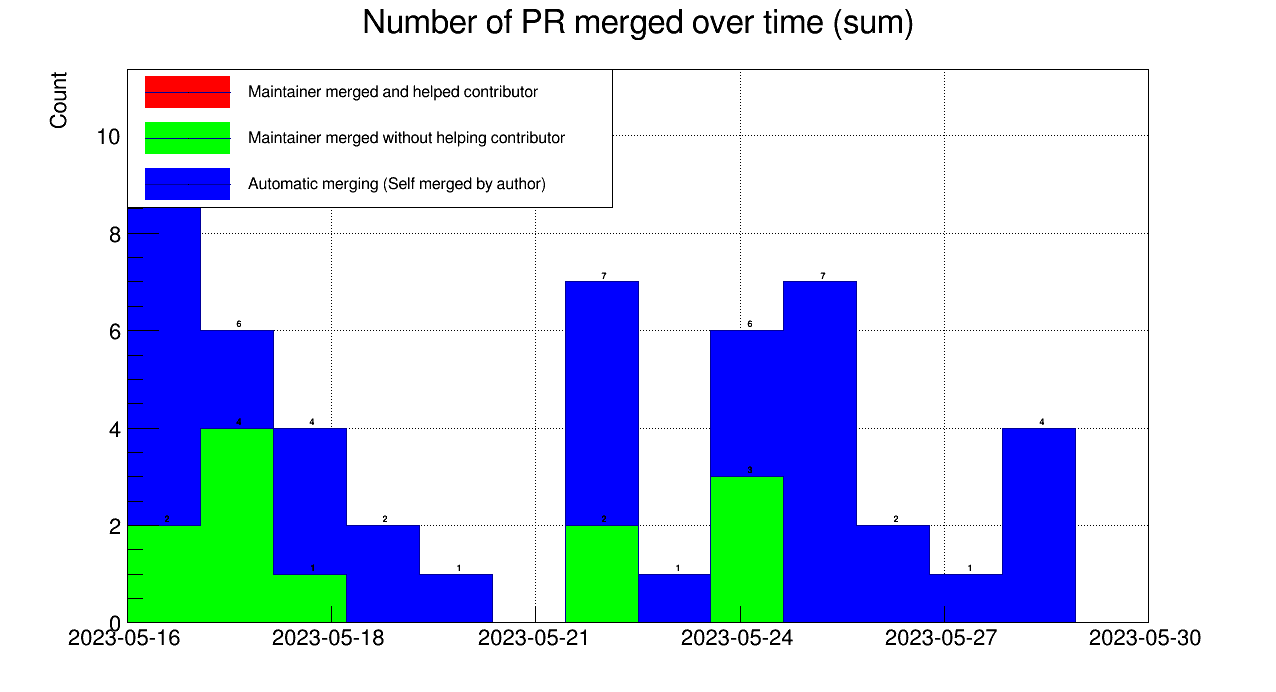 Number of PR merged over time (sum)
Count
Maintainer merged and helped contributor
Maintainer merged without helping contributor
Automatic merging (Self merged by author)
10
8
6
4
2
0
7 7
6 6
4 4 4
3
2 2 2 2
1 1 1 1
2023-05-16 2023-05-18 2023-05-21 2023-05-24 2023-05-27 2023-05-30